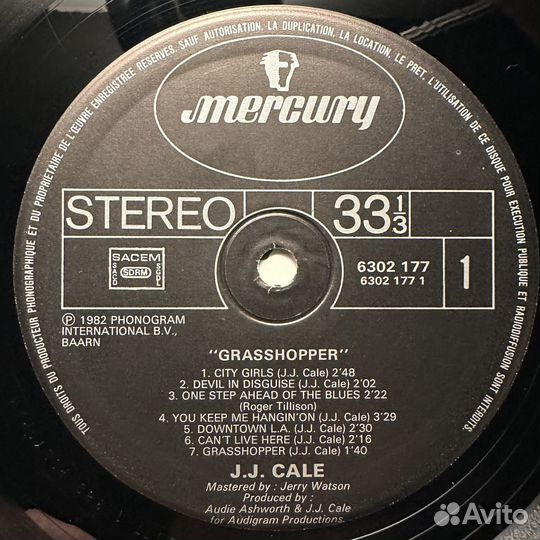 TOUS DROITS DU PRODUCTEUR PHONOGRAPHIQUE ET DU PROPRIETAIRE DE L'ŒUVRE ENREGISTREE RESERVES. SAUF AUTORISATION, LA DUPLICATION, LA LOCATION, LE PRET, L'UTILISATION DE CE DISQUE POUR EXECUTION PUBLIQUE ET RADIODIFFUSION SONT INTERDITS.
mercury
STEREO 33 1/3
SACEM
SACD SDRM SGDL
6302 177
6302 177 1
1
℗ 1982 PHONOGRAM
INTERNATIONAL B.V.,
BAARN
"GRASSHOPPER"
1. CITY GIRLS (J.J. Cale) 2'48
2. DEVIL IN DISGUISE (J.J. Cale) 2'02
3. ONE STEP AHEAD OF THE BLUES 2'22
(Roger Tillison)
4. YOU KEEP ME HANGIN'ON (J.J. Cale) 3'29
5. DOWNTOWN L.A. (J.J. Cale) 2'30
6. CAN'T LIVE HERE (J.J. Cale) 2'16
7. GRASSHOPPER (J.J. Cale) 1'40
J.J. CALE
Mastered by : Jerry Watson
Produced by :
Audie Ashworth & J.J. Cale
for Audigram Productions.
Avito